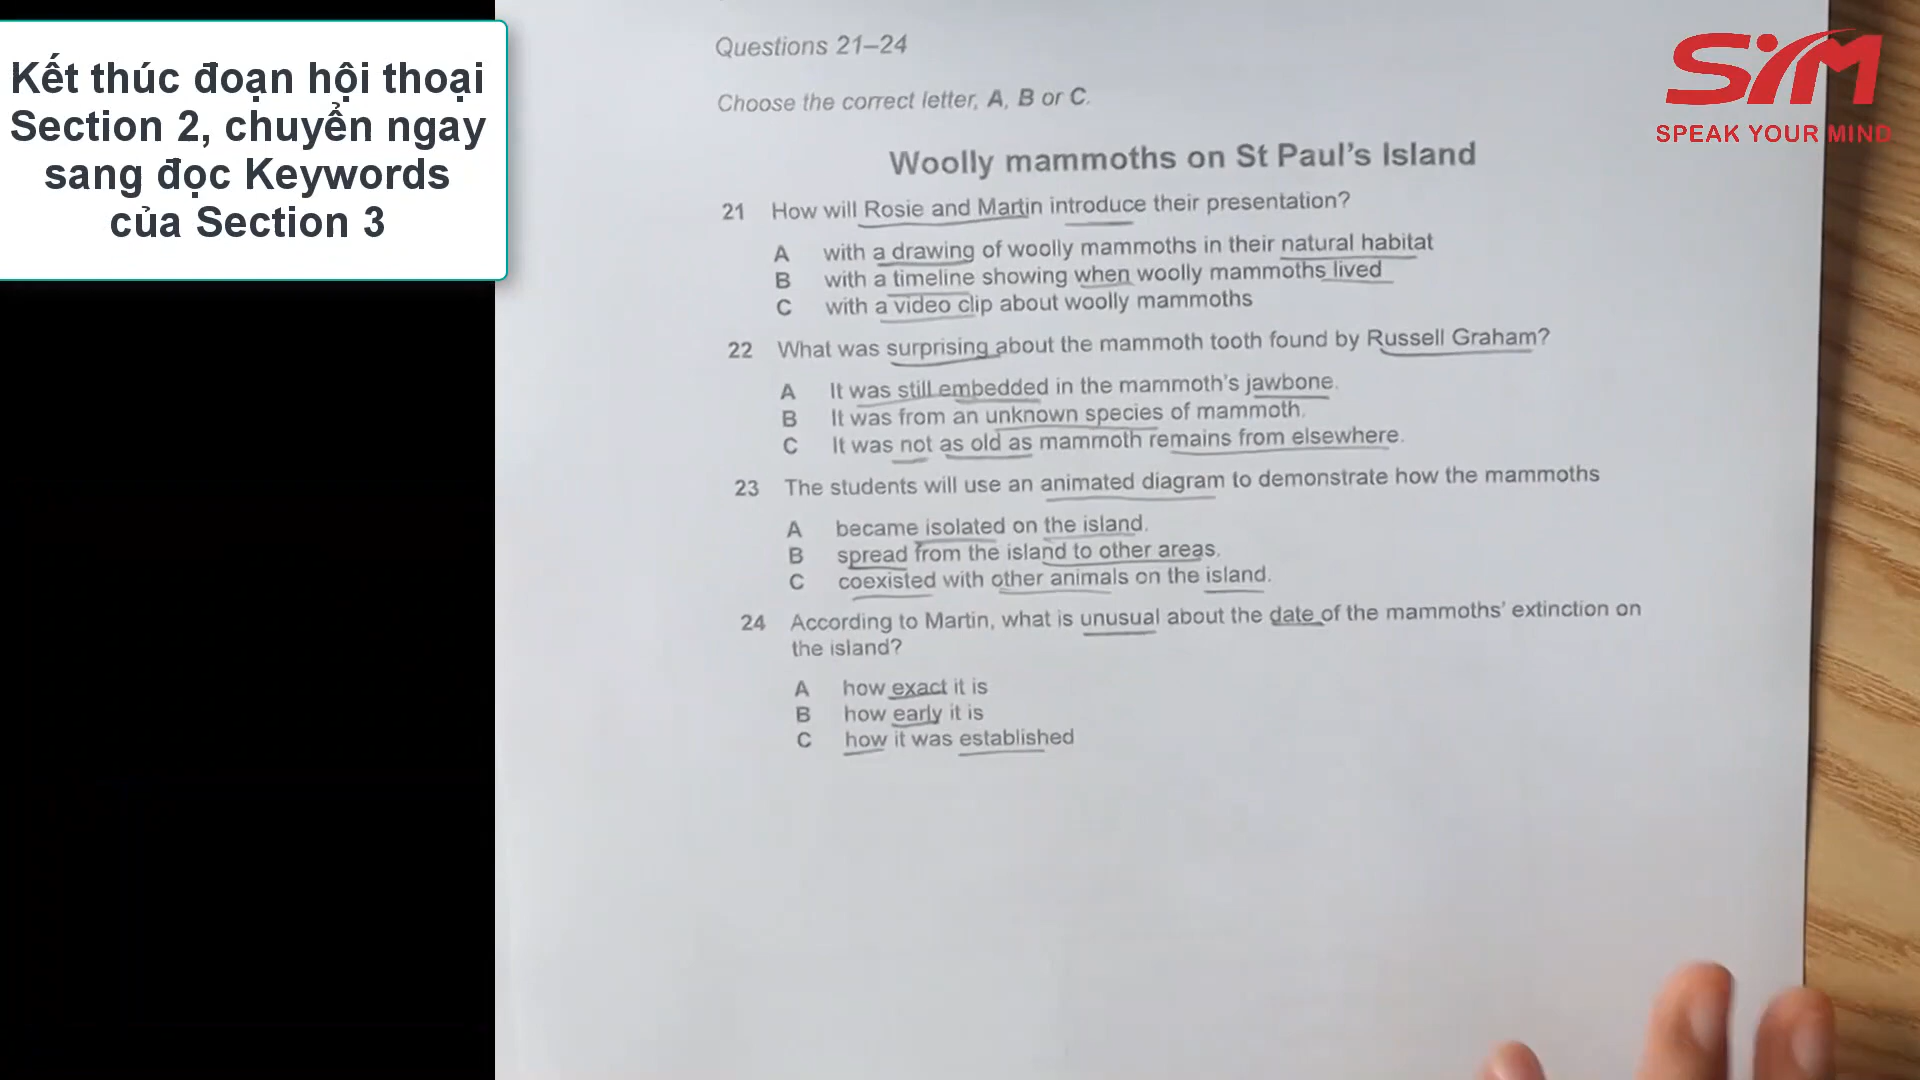 Kết thúc đoạn hội thoại
Section 2, chuyển ngay
sang đọc Keywords
của Section 3
SIM
SPEAK YOUR MIND
Questions 21–24
Choose the correct letter, A, B or C.
Woolly mammoths on St Paul's Island
21 How will Rosie and Martin introduce their presentation?
A with a drawing of woolly mammoths in their natural habitat
B with a timeline showing when woolly mammoths lived
C with a video clip about woolly mammoths
22 What was surprising about the mammoth tooth found by Russell Graham?
A It was still embedded in the mammoth's jawbone.
B It was from an unknown species of mammoth.
C It was not as old as mammoth remains from elsewhere.
23 The students will use an animated diagram to demonstrate how the mammoths
A became isolated on the island.
B spread from the island to other areas.
C coexisted with other animals on the island.
24 According to Martin, what is unusual about the date of the mammoths' extinction on
the island?
A how exact it is
B how early it is
C how it was established